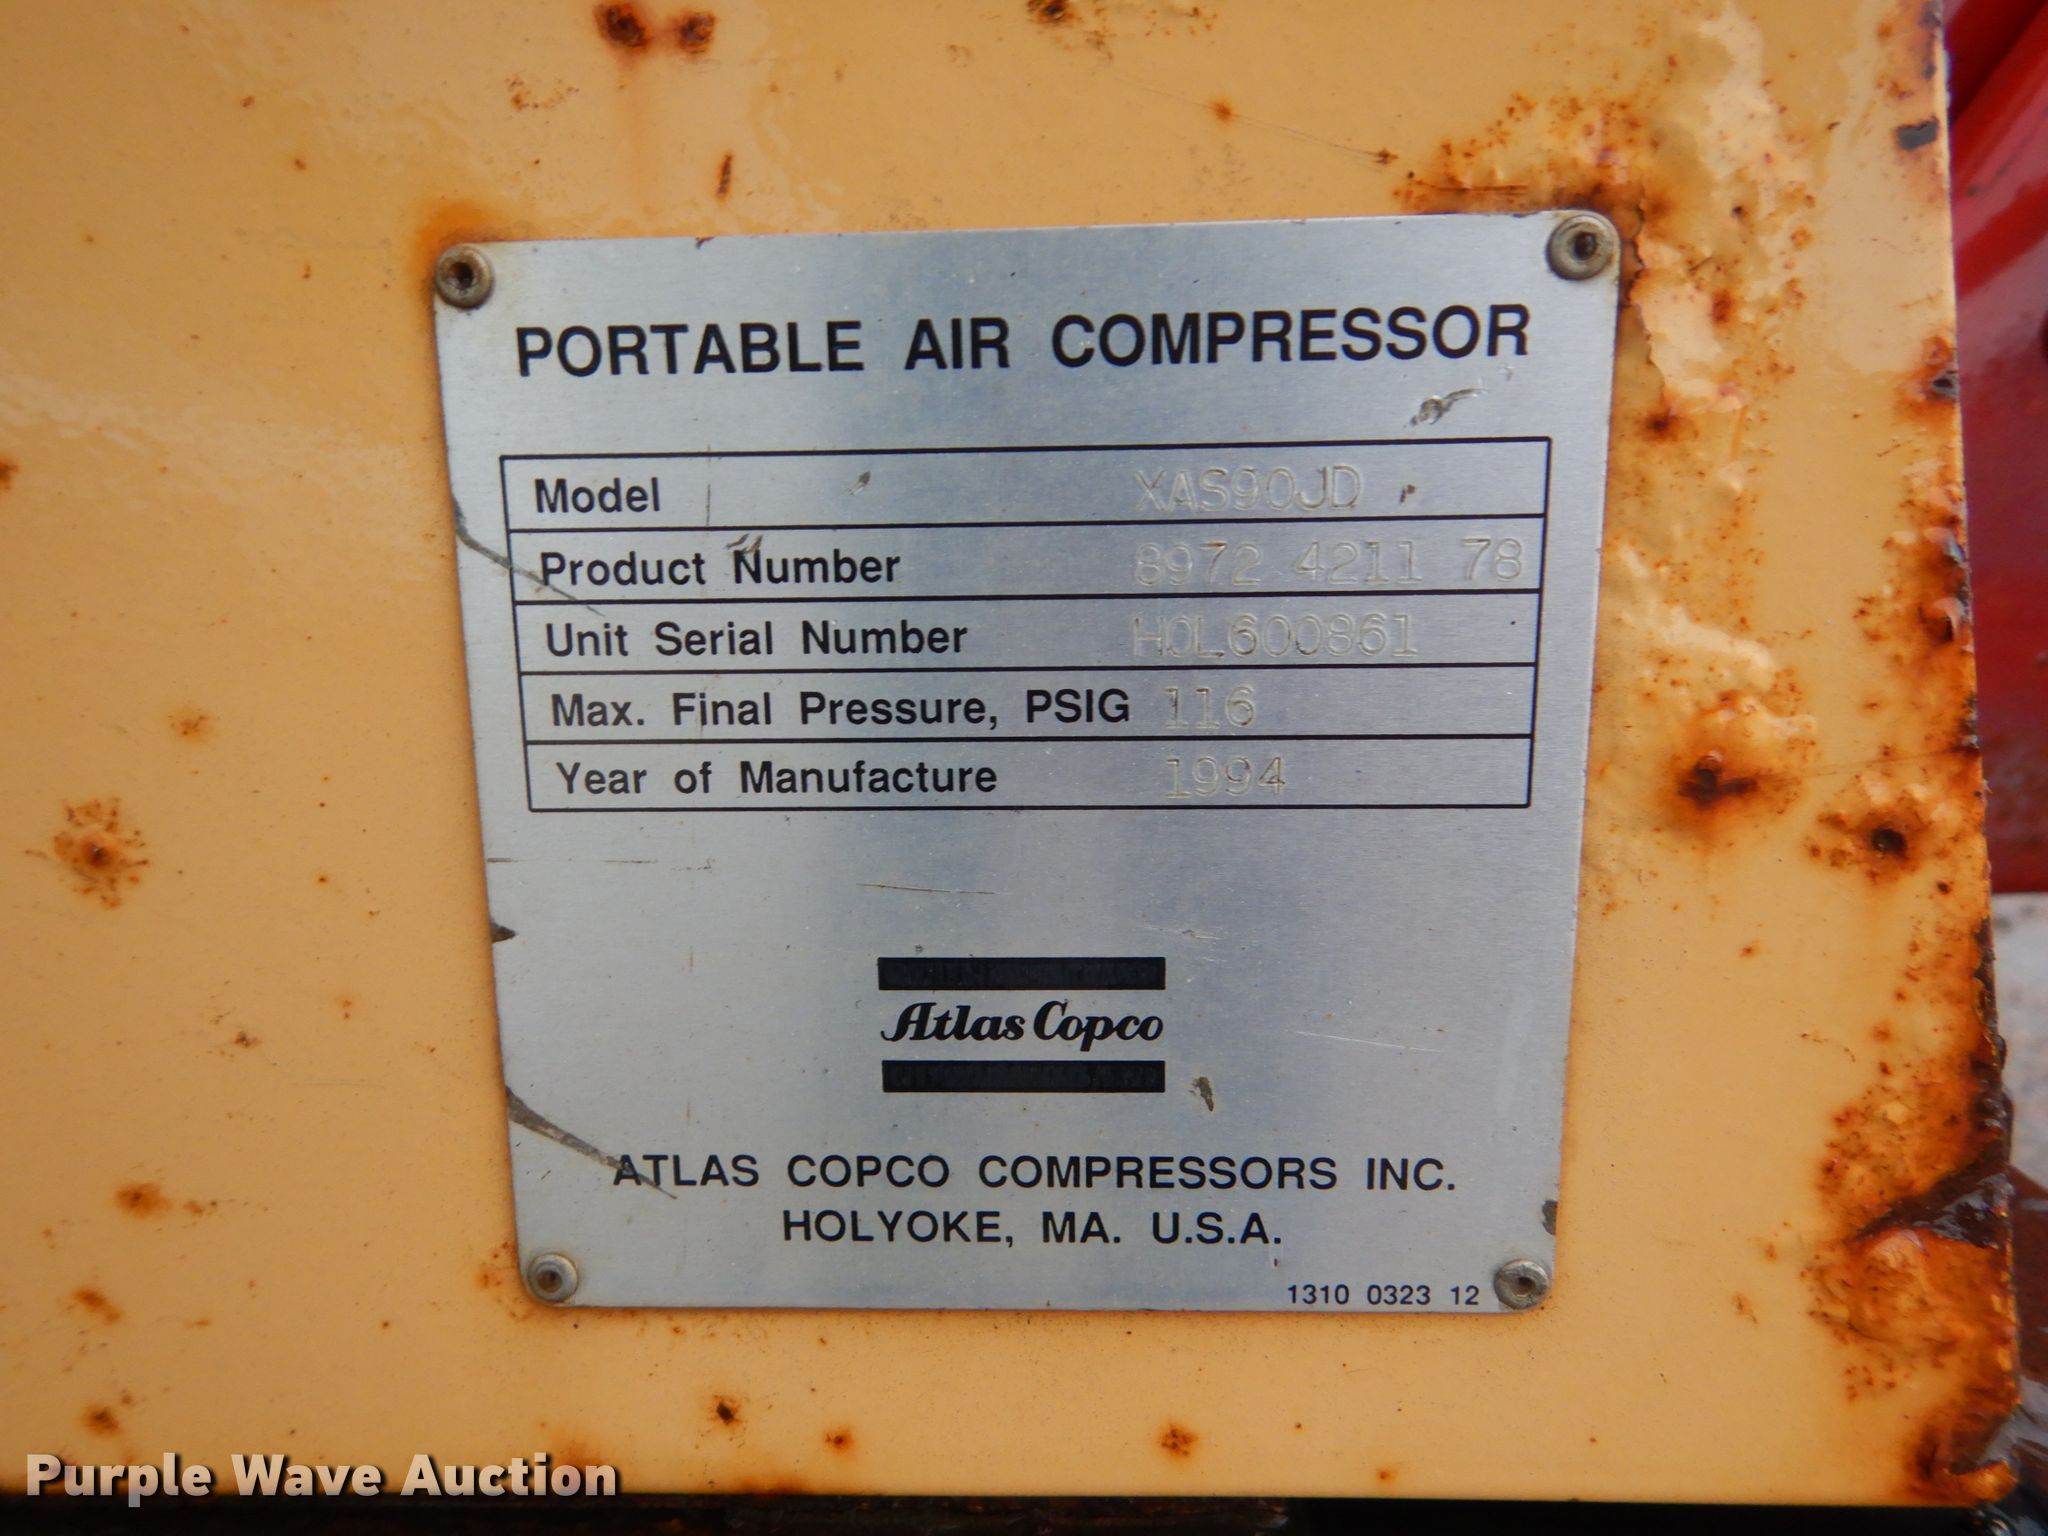 PORTABLE AIR COMPRESSOR
Model XAS90JD
Product Number 8972 4211 78
Unit Serial Number HOL600861
Max. Final Pressure, PSIG 116
Year of Manufacture 1994
Atlas Copco
ATLAS COPCO COMPRESSORS INC.
HOLYOKE, MA. U.S.A.
1310 0323 12
Purple Wave Auction